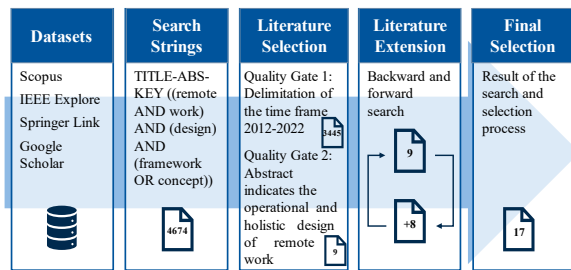 Datasets
Scopus
IEEE Explore
Springer Link
Google
Scholar
Search
Strings
TITLE-ABS-
KEY ((remote
AND work)
AND (design)
AND
(framework
OR concept))
4674
Literature
Selection
Quality Gate 1:
Delimitation of
the time frame
2012-2022
3445
Quality Gate 2:
Abstract
indicates the
operational and
holistic design
of remote
work
9
Literature
Extension
Backward and
forward
search
9
+8
Final
Selection
Result of the
search and
selection
process
17